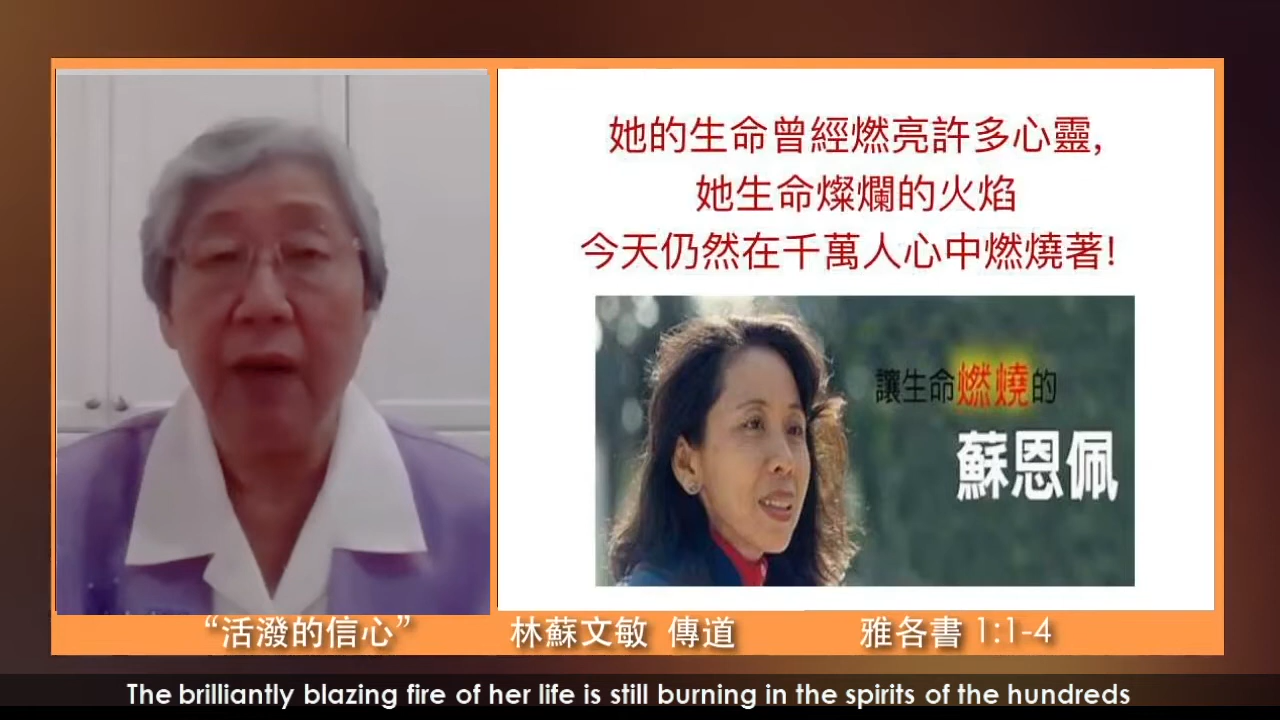 她的生命曾經燃亮許多心靈,
她生命燦爛的火焰
今天仍然在千萬人心中燃燒著!
讓生命燃燒的
蘇恩佩
“活潑的信心” 林蘇文敏 傳道 雅各書 1:1-4
The brilliantly blazing fire of her life is still burning in the spirits of the hundreds